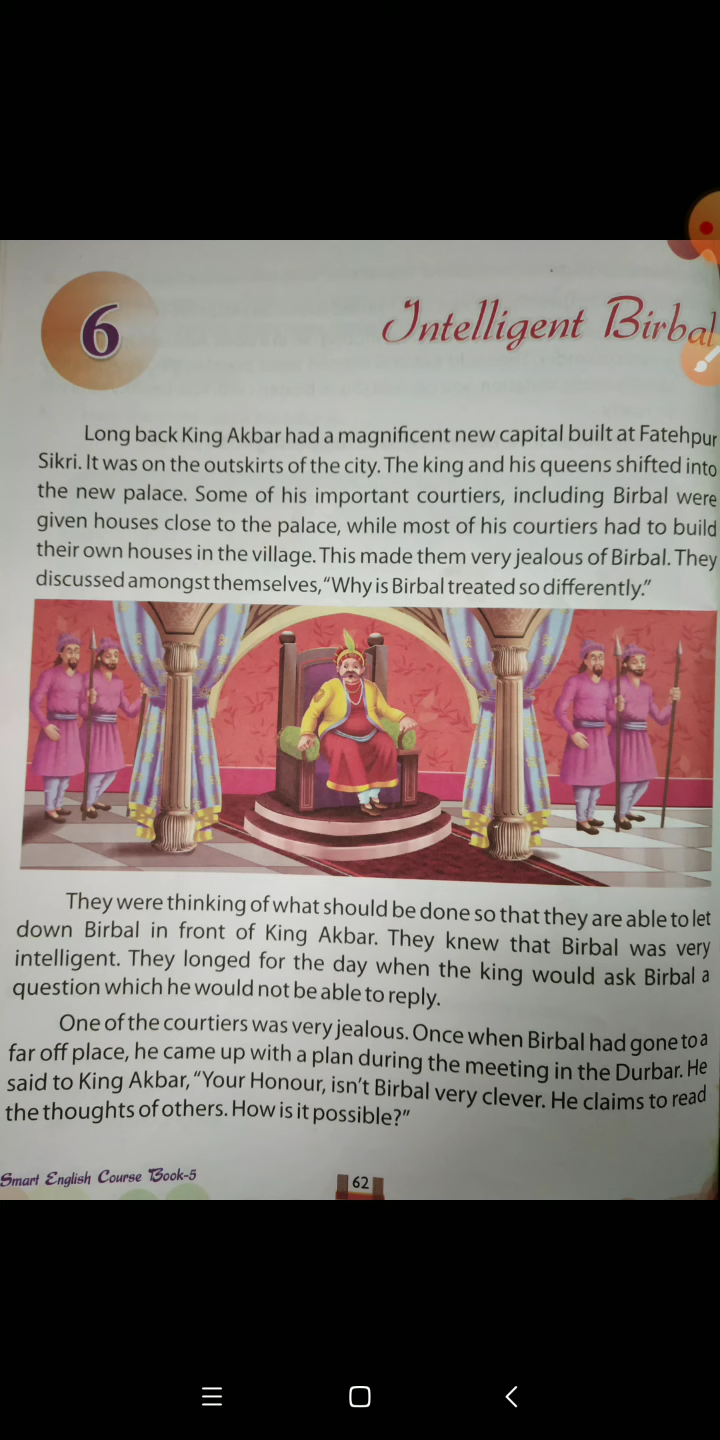 6
Intelligent Birbal
Long back King Akbar had a magnificent new capital built at Fatehpur
Sikri. It was on the outskirts of the city. The king and his queens shifted into
the new palace. Some of his important courtiers, including Birbal were
given houses close to the palace, while most of his courtiers had to build
their own houses in the village. This made them very jealous of Birbal. They
discussed amongst themselves, “Why is Birbal treated so differently.”
They were thinking of what should be done so that they are able to let
down Birbal in front of King Akbar. They knew that Birbal was very
intelligent. They longed for the day when the king would ask Birbal a
question which he would not be able to reply.
One of the courtiers was very jealous. Once when Birbal had gone to a
far off place, he came up with a plan during the meeting in the Durbar. He
said to King Akbar, “Your Honour, isn’t Birbal very clever. He claims to read
the thoughts of others. How is it possible?”
Smart English Course Book-5
62